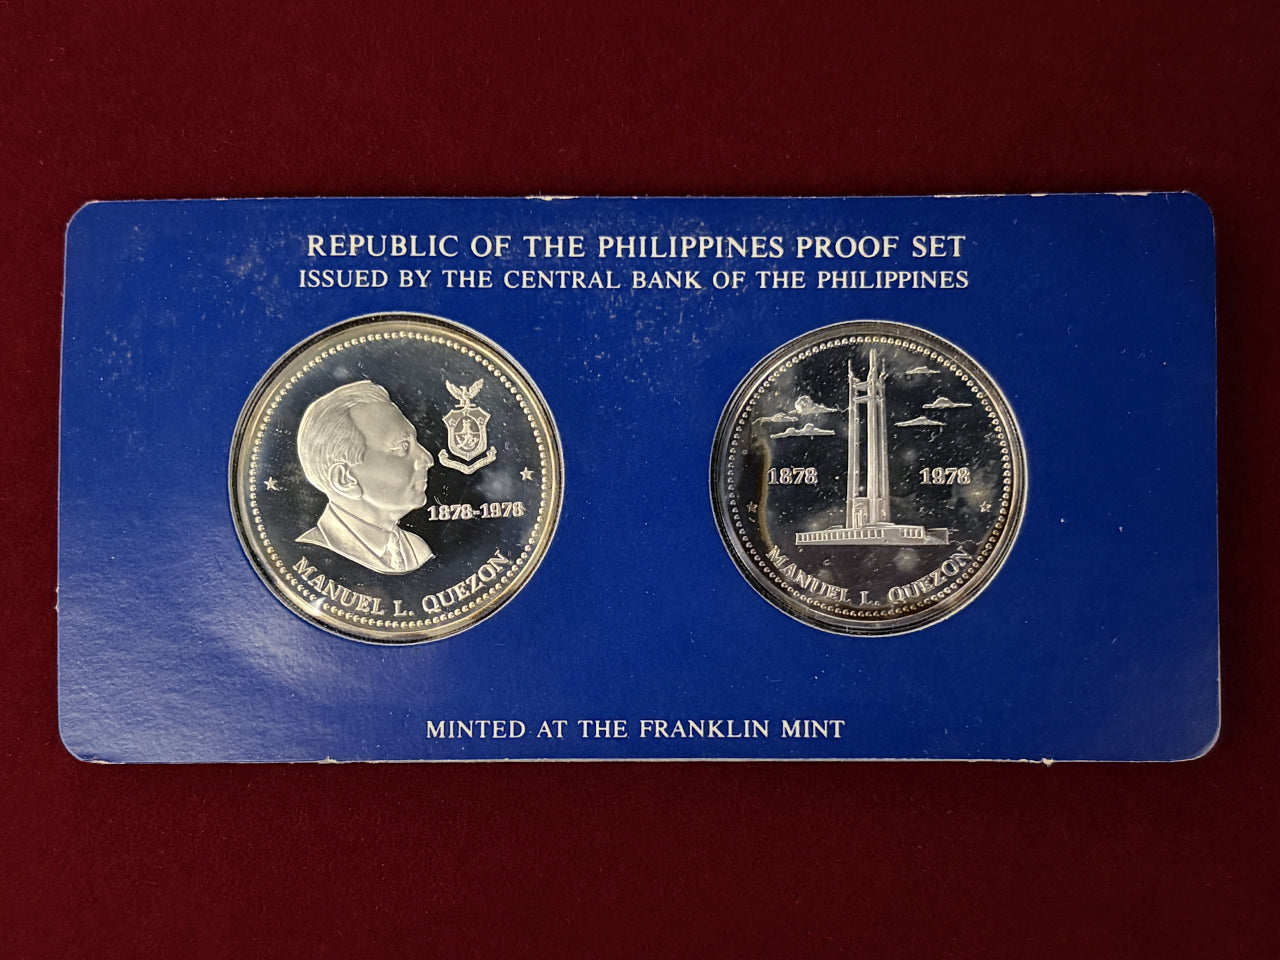 REPUBLIC OF THE PHILIPPINES PROOF SET
ISSUED BY THE CENTRAL BANK OF THE PHILIPPINES
1878-1978
MANUEL L. QUEZON
1878 1978
MANUEL L. QUEZON
MINTED AT THE FRANKLIN MINT